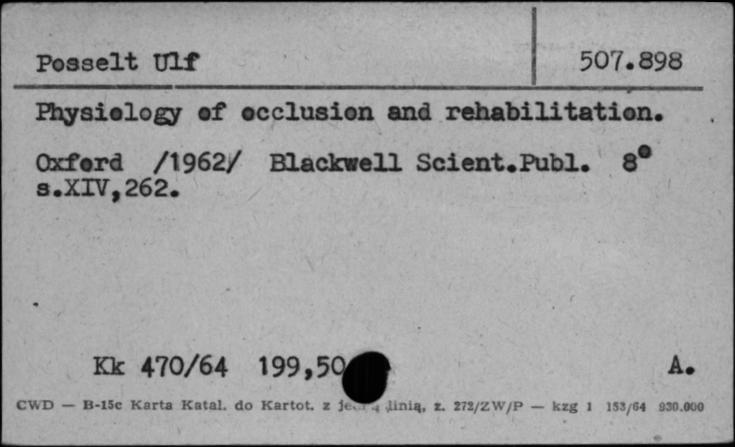 Posselt Ulf 507.898
Physiology of occlusion and rehabilitation.
Oxford /1962/ Blackwell Scient.Publ. 8°
s.XIV,262.
Kk 470/64 199,50 A.
CWD — B-15c Karta Katal. do Kartot. z linią, z. 272/ZW/P — kzg 1 153/64 930.000